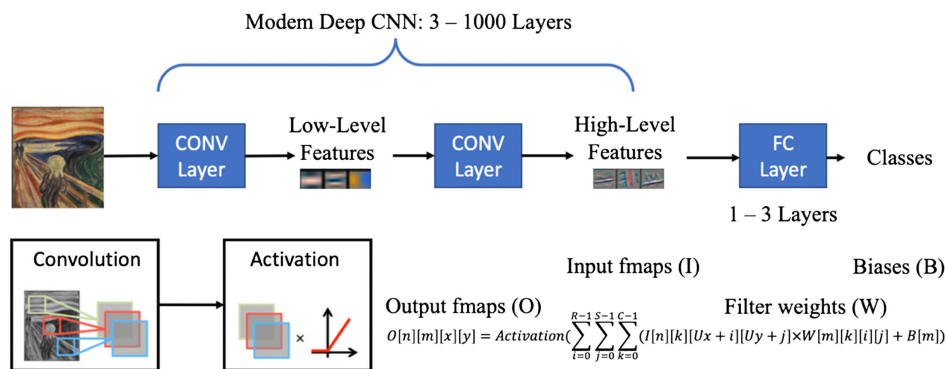 Modem Deep CNN: 3 – 1000 Layers
CONV
Layer
Low-Level
Features
CONV
Layer
High-Level
Features
FC
Layer
Classes
1 – 3 Layers
Convolution
Activation
×
Input fmaps (I)
Biases (B)
Output fmaps (O)
Filter weights (W)
O[n][m][x][y] = Activation(∑_{i=0}^{R−1} ∑_{j=0}^{S−1} ∑_{k=0}^{C−1} (I[n][k][Ux + i][Uy + j]×W[m][k][i][j] + B[m])